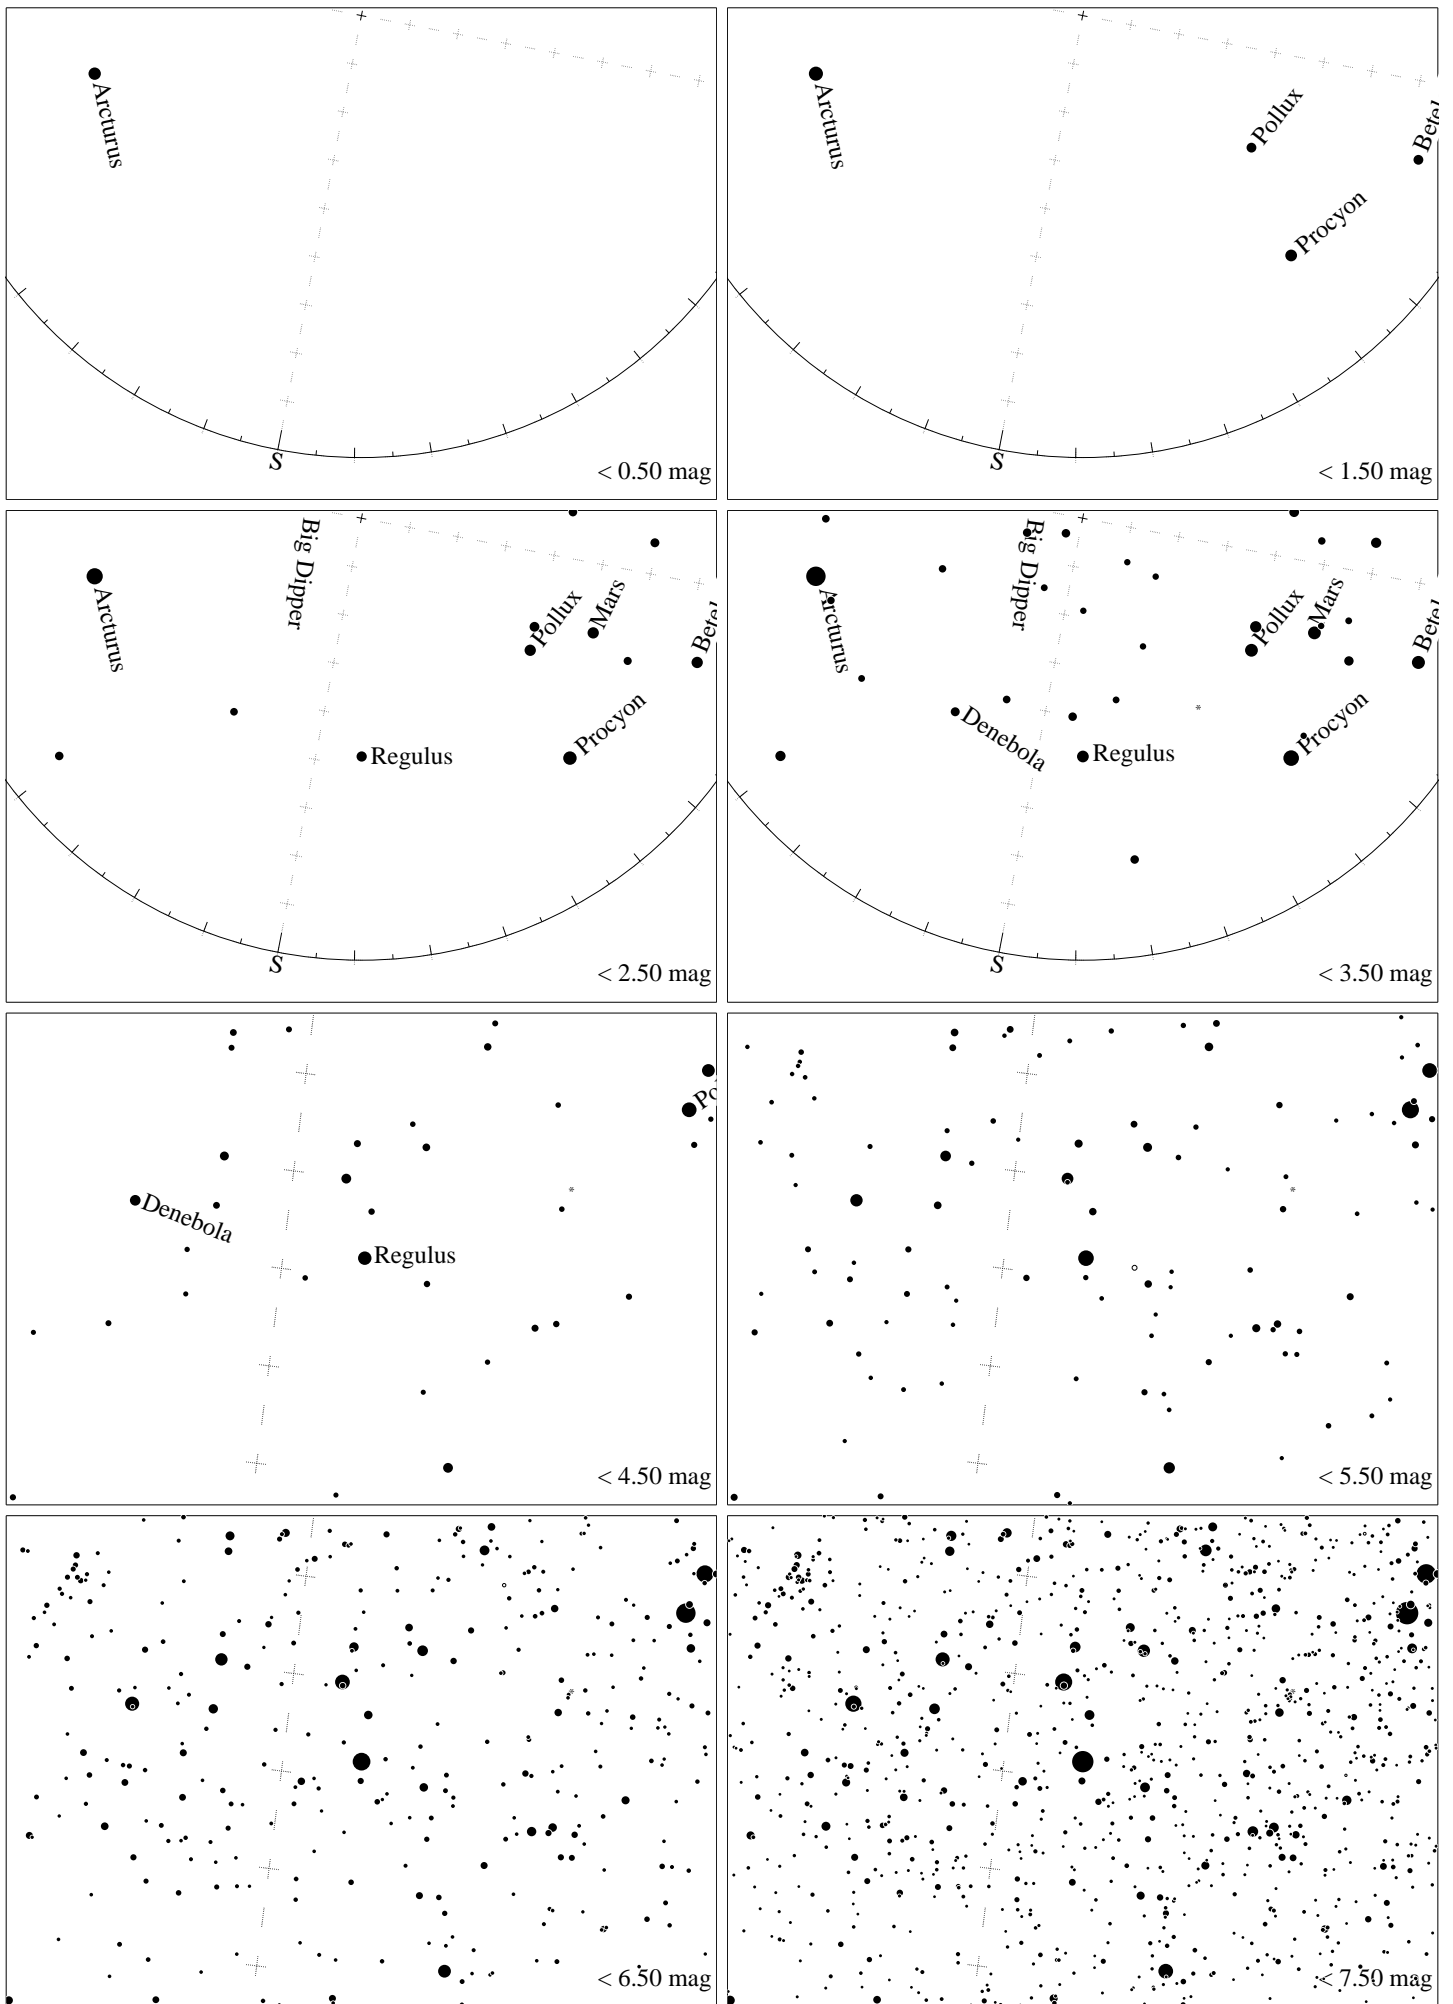 Arcturus
S
< 0.50 mag
Arcturus
Pollux
Procyon
S
< 1.50 mag
Big Dipper
Arcturus
Pollux
Mars
Procyon
Regulus
S
< 2.50 mag
Big Dipper
Arcturus
Pollux
Mars
Procyon
Denebola
Regulus
S
< 3.50 mag
Denebola
Regulus
< 4.50 mag
< 5.50 mag
< 6.50 mag
< 7.50 mag